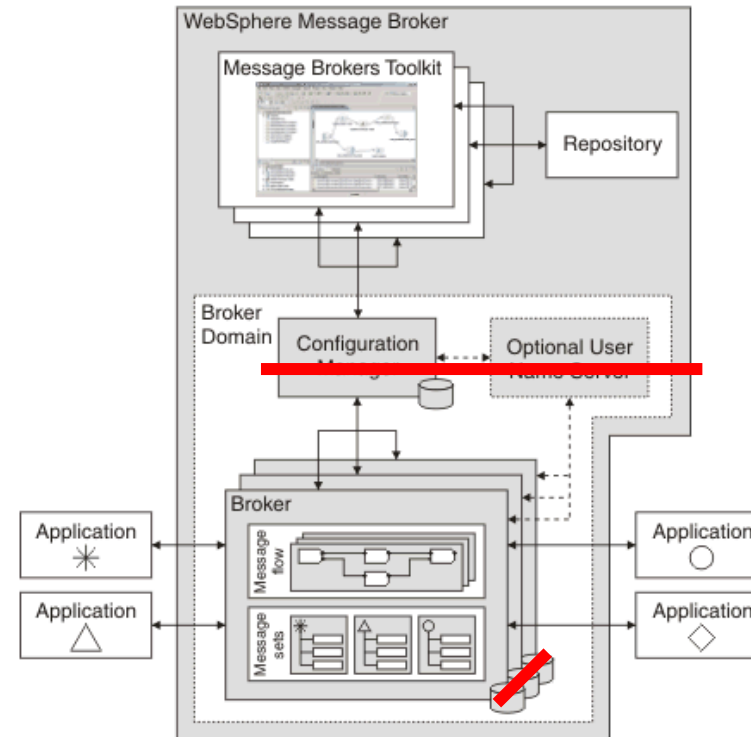 WebSphere Message Broker
Message Brokers Toolkit
Repository
Broker
Domain
Configuration
Optional User
Broker
Message
flow
Message
sets
Application
Application
Application
Application